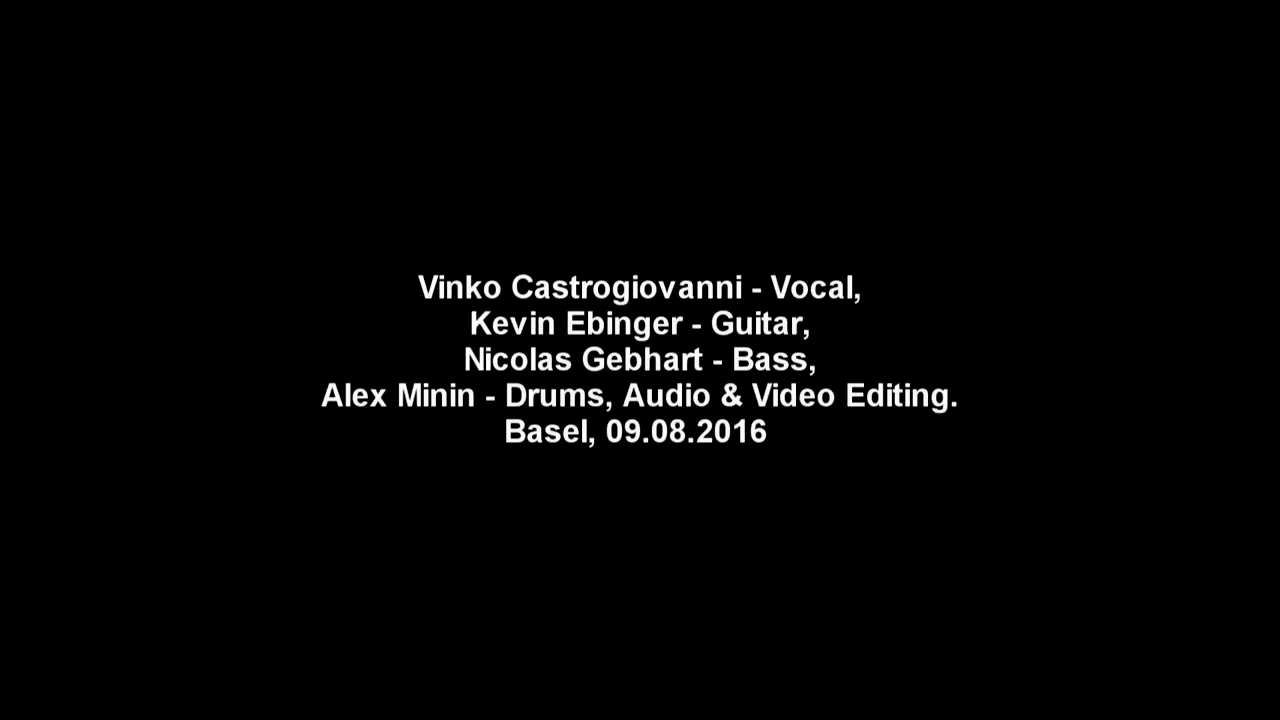 Vinko Castrogiovanni - Vocal,
Kevin Ebinger - Guitar,
Nicolas Gebhart - Bass,
Alex Minin - Drums, Audio & Video Editing.
Basel, 09.08.2016